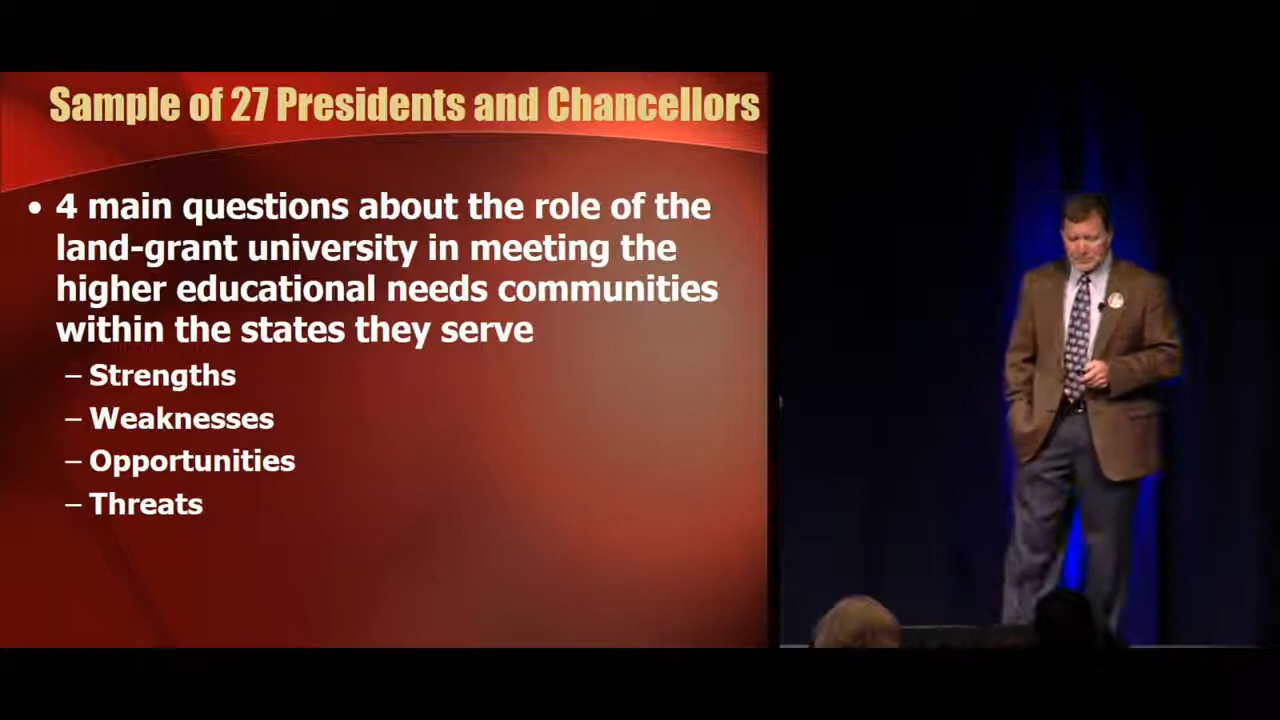 Sample of 27 Presidents and Chancellors
• 4 main questions about the role of the
land-grant university in meeting the
higher educational needs communities
within the states they serve
– Strengths
– Weaknesses
– Opportunities
– Threats